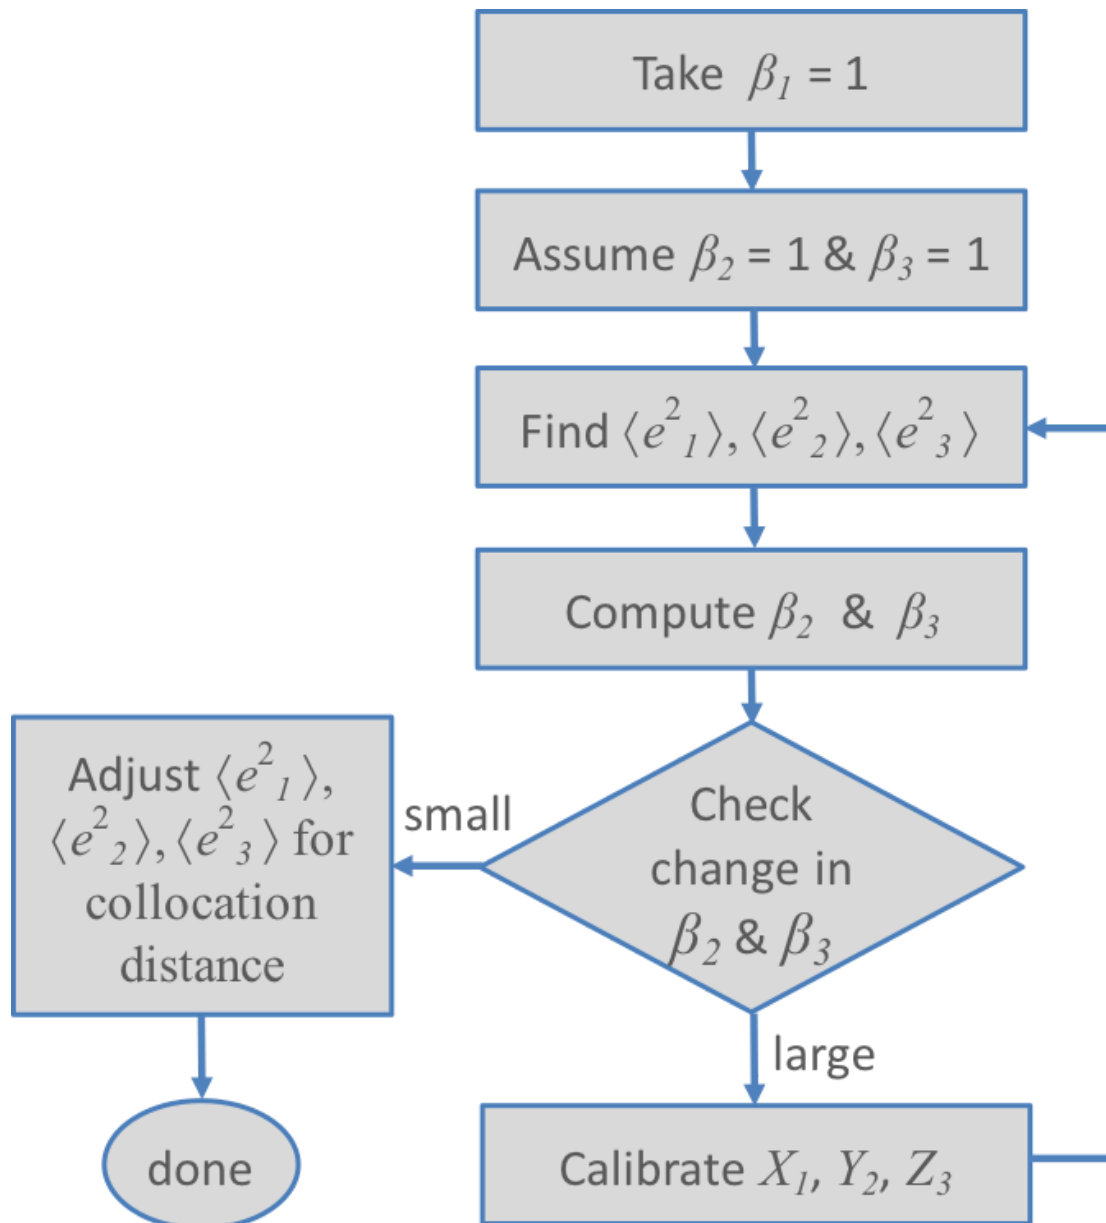 Take β₁ = 1
Assume β₂ = 1 & β₃ = 1
Find ⟨e²₁⟩, ⟨e²₂⟩, ⟨e²₃⟩
Compute β₂ & β₃
Check
change in
β₂ & β₃
small
Adjust ⟨e²₁⟩,
⟨e²₂⟩, ⟨e²₃⟩ for
collocation
distance
done
large
Calibrate X₁, Y₂, Z₃